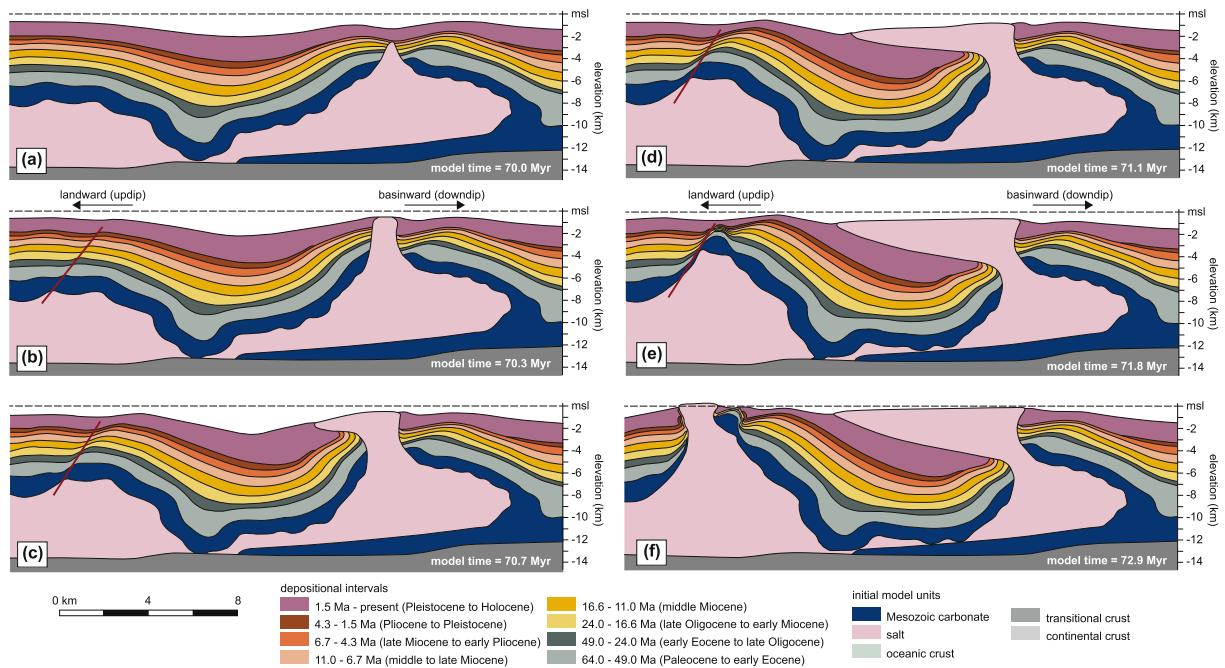 msl
-2
-4
-6
-8
-10
-12
-14
elevation (km)
(a)
model time = 70.0 Myr
msl
-2
-4
-6
-8
-10
-12
-14
elevation (km)
(d)
model time = 71.1 Myr
landward (updip)
basinward (downdip)
msl
-2
-4
-6
-8
-10
-12
-14
elevation (km)
(b)
model time = 70.3 Myr
landward (updip)
basinward (downdip)
msl
-2
-4
-6
-8
-10
-12
-14
elevation (km)
(e)
model time = 71.8 Myr
msl
-2
-4
-6
-8
-10
-12
-14
elevation (km)
(c)
model time = 70.7 Myr
msl
-2
-4
-6
-8
-10
-12
-14
elevation (km)
(f)
model time = 72.9 Myr
0 km
4
8
depositional intervals
1.5 Ma - present (Pleistocene to Holocene)
4.3 - 1.5 Ma (Pliocene to Pleistocene)
6.7 - 4.3 Ma (late Miocene to early Pliocene)
11.0 - 6.7 Ma (middle to late Miocene)
16.6 - 11.0 Ma (middle Miocene)
24.0 - 16.6 Ma (late Oligocene to early Miocene)
49.0 - 24.0 Ma (early Eocene to late Oligocene)
64.0 - 49.0 Ma (Paleocene to early Eocene)
initial model units
Mesozoic carbonate
salt
oceanic crust
transitional crust
continental crust